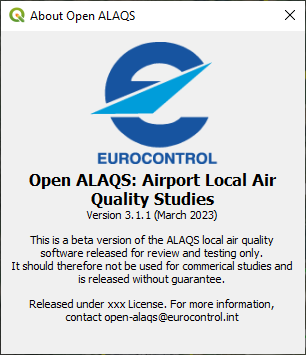 About Open ALAQS
EUROCONTROL
Open ALAQS: Airport Local Air
Quality Studies
Version 3.1.1 (March 2023)
This is a beta version of the ALAQS local air quality
software released for review and testing only.
It should therefore not be used for commerical studies and
is released without guarantee.
Released under xxx License. For more information,
contact open-alaqs@eurocontrol.int